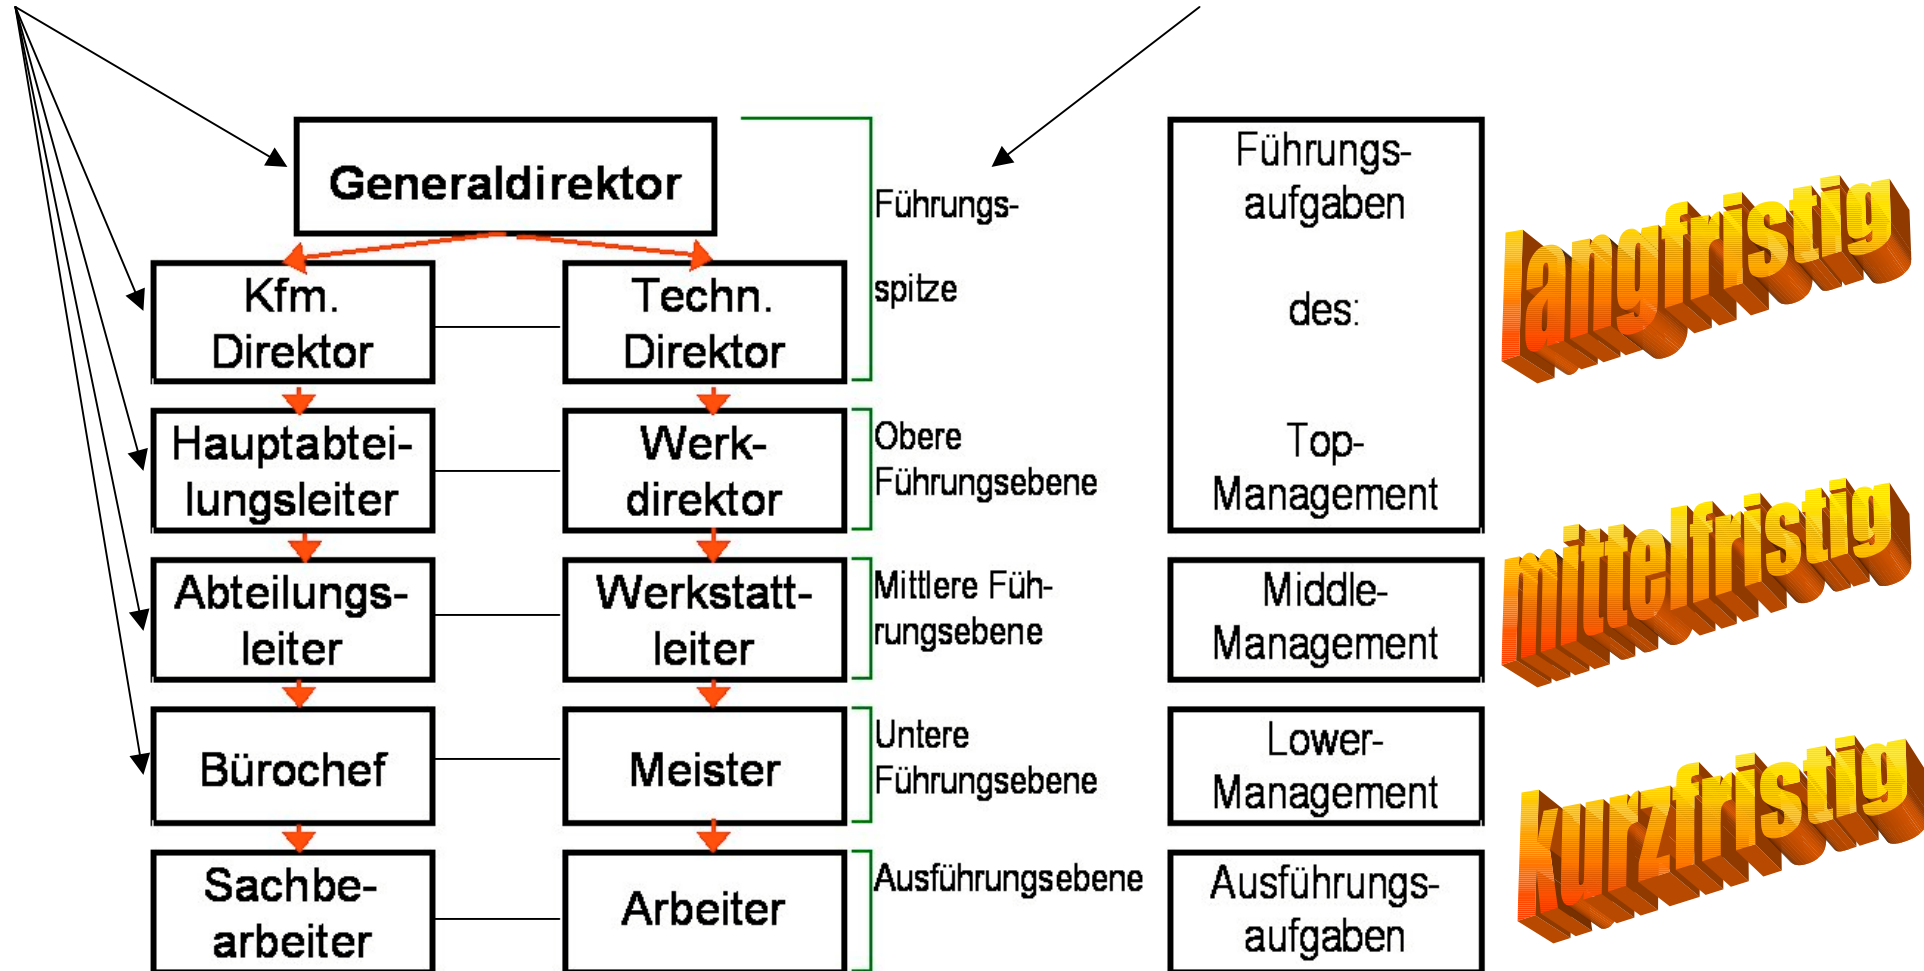 Generaldirektor
Kfm.
Direktor
Techn.
Direktor
Hauptabtei-
lungsleiter
Werk-
direktor
Abteilungs-
leiter
Werkstatt-
leiter
Bürochef
Meister
Sachbe-
arbeiter
Arbeiter
Führungs-
spitze
Obere
Führungsebene
Mittlere Füh-
rungsebene
Untere
Führungsebene
Ausführungsebene
Führungs-
aufgaben
des:
Top-
Management
Middle-
Management
Lower-
Management
Ausführungs-
aufgaben
langfristig
mittelfristig
kurzfristig